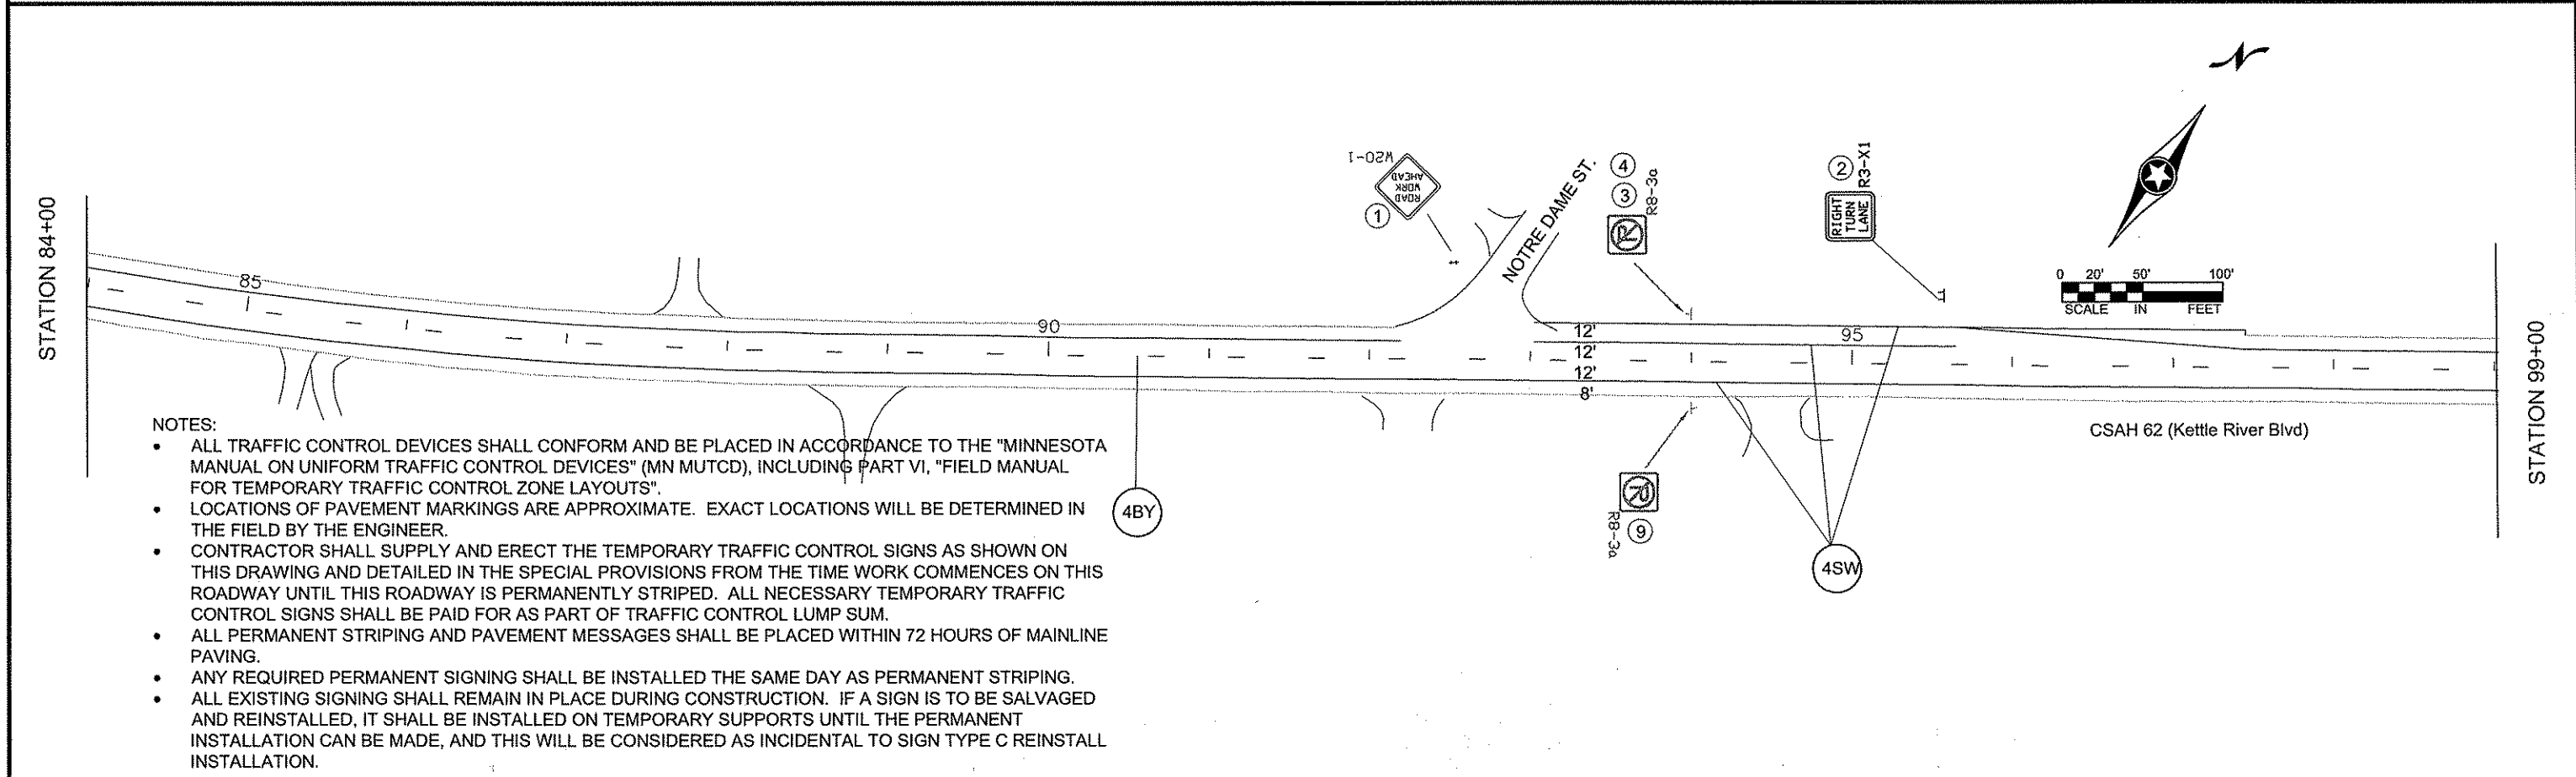 STATION 84+00
85
90
95
W20-1
ROAD
WORK
AHEAD
1
NOTRE DAME ST.
4
3
R8-3a
2
R3-X1
RIGHT
TURN
LANE
N
0 20' 50' 100'
SCALE IN FEET
12'
12'
12'
8'
STATION 99+00
CSAH 62 (Kettle River Blvd)
R8-3a
9
4BY
4SW
NOTES:
• ALL TRAFFIC CONTROL DEVICES SHALL CONFORM AND BE PLACED IN ACCORDANCE TO THE "MINNESOTA
MANUAL ON UNIFORM TRAFFIC CONTROL DEVICES" (MN MUTCD), INCLUDING PART VI, "FIELD MANUAL
FOR TEMPORARY TRAFFIC CONTROL ZONE LAYOUTS".
• LOCATIONS OF PAVEMENT MARKINGS ARE APPROXIMATE. EXACT LOCATIONS WILL BE DETERMINED IN
THE FIELD BY THE ENGINEER.
• CONTRACTOR SHALL SUPPLY AND ERECT THE TEMPORARY TRAFFIC CONTROL SIGNS AS SHOWN ON
THIS DRAWING AND DETAILED IN THE SPECIAL PROVISIONS FROM THE TIME WORK COMMENCES ON THIS
ROADWAY UNTIL THIS ROADWAY IS PERMANENTLY STRIPED. ALL NECESSARY TEMPORARY TRAFFIC
CONTROL SIGNS SHALL BE PAID FOR AS PART OF TRAFFIC CONTROL LUMP SUM.
• ALL PERMANENT STRIPING AND PAVEMENT MESSAGES SHALL BE PLACED WITHIN 72 HOURS OF MAINLINE
PAVING.
• ANY REQUIRED PERMANENT SIGNING SHALL BE INSTALLED THE SAME DAY AS PERMANENT STRIPING.
• ALL EXISTING SIGNING SHALL REMAIN IN PLACE DURING CONSTRUCTION. IF A SIGN IS TO BE SALVAGED
AND REINSTALLED, IT SHALL BE INSTALLED ON TEMPORARY SUPPORTS UNTIL THE PERMANENT
INSTALLATION CAN BE MADE, AND THIS WILL BE CONSIDERED AS INCIDENTAL TO SIGN TYPE C REINSTALL
INSTALLATION.